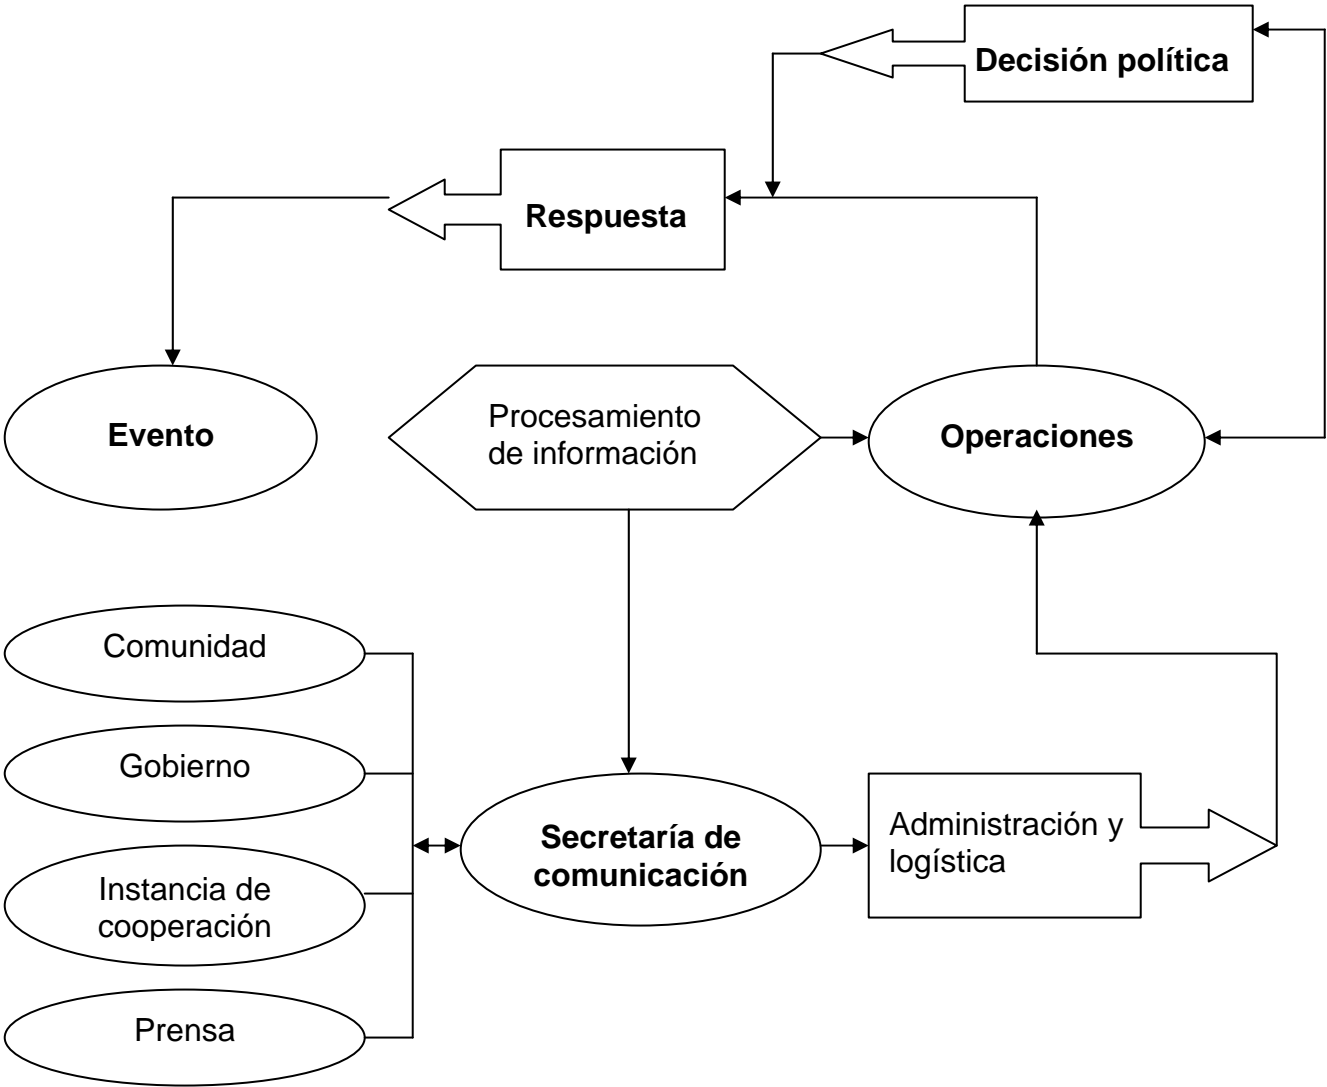 Decisión política
Respuesta
Evento
Procesamiento
de información
Operaciones
Comunidad
Gobierno
Instancia de
cooperación
Prensa
Secretaría de
comunicación
Administración y
logística